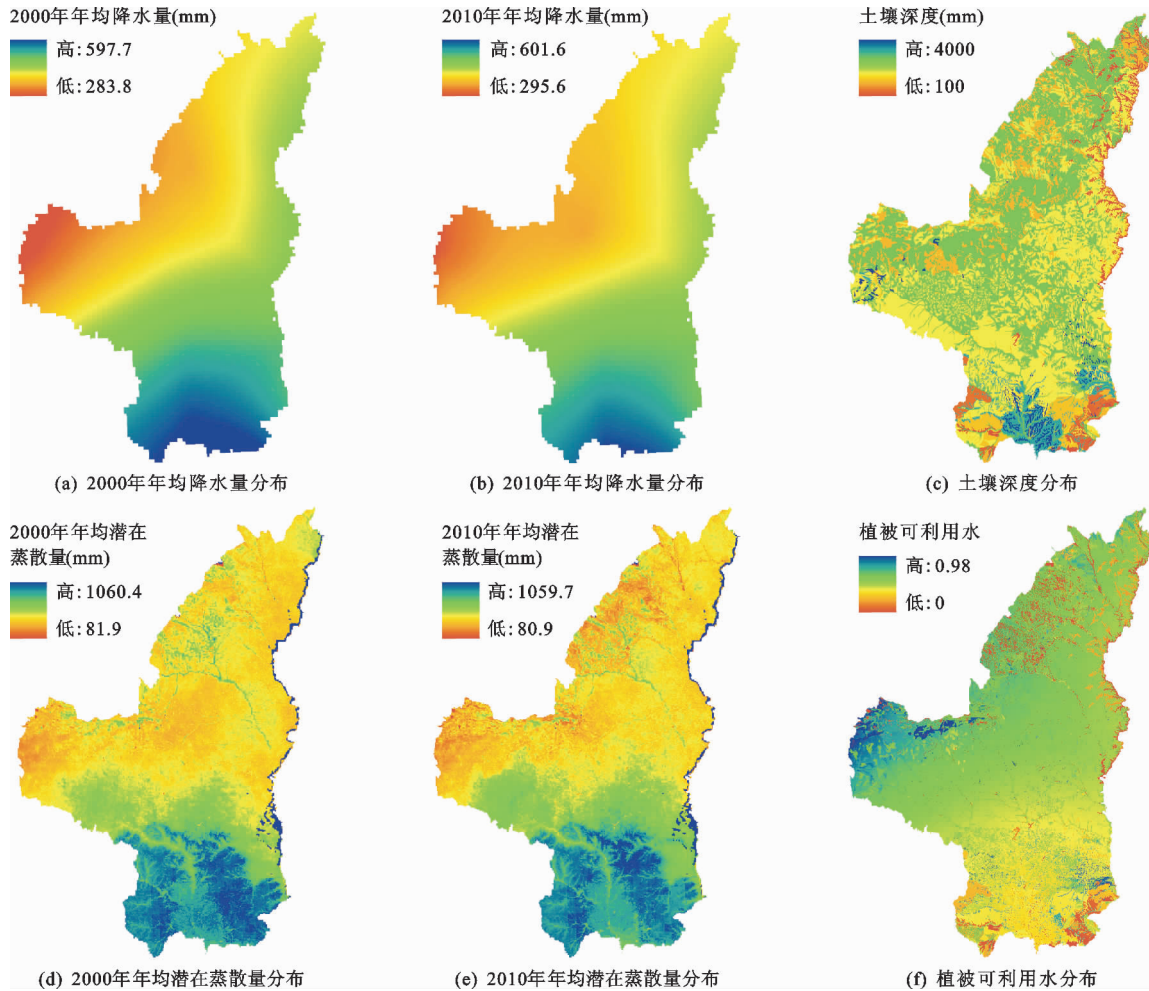 2000年年均降水量(mm)
高:597.7
低:283.8
(a) 2000年年均降水量分布
2010年年均降水量(mm)
高:601.6
低:295.6
(b) 2010年年均降水量分布
土壤深度(mm)
高:4000
低:100
(c) 土壤深度分布
2000年年均潜在
蒸散量(mm)
高:1060.4
低:81.9
(d) 2000年年均潜在蒸散量分布
2010年年均潜在
蒸散量(mm)
高:1059.7
低:80.9
(e) 2010年年均潜在蒸散量分布
植被可利用水
高:0.98
低:0
(f) 植被可利用水分布